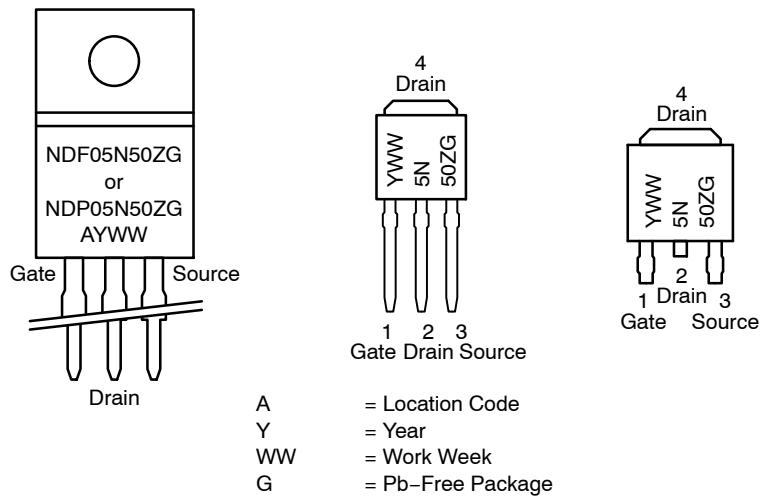 NDF05N50ZG
or
NDP05N50ZG
AYWW
Gate
Source
Drain
4
Drain
YWW
5N
50ZG
1 2 3
Gate Drain Source
4
Drain
YWW
5N
50ZG
2
1 Drain 3
Gate Source
A = Location Code
Y = Year
WW = Work Week
G = Pb−Free Package